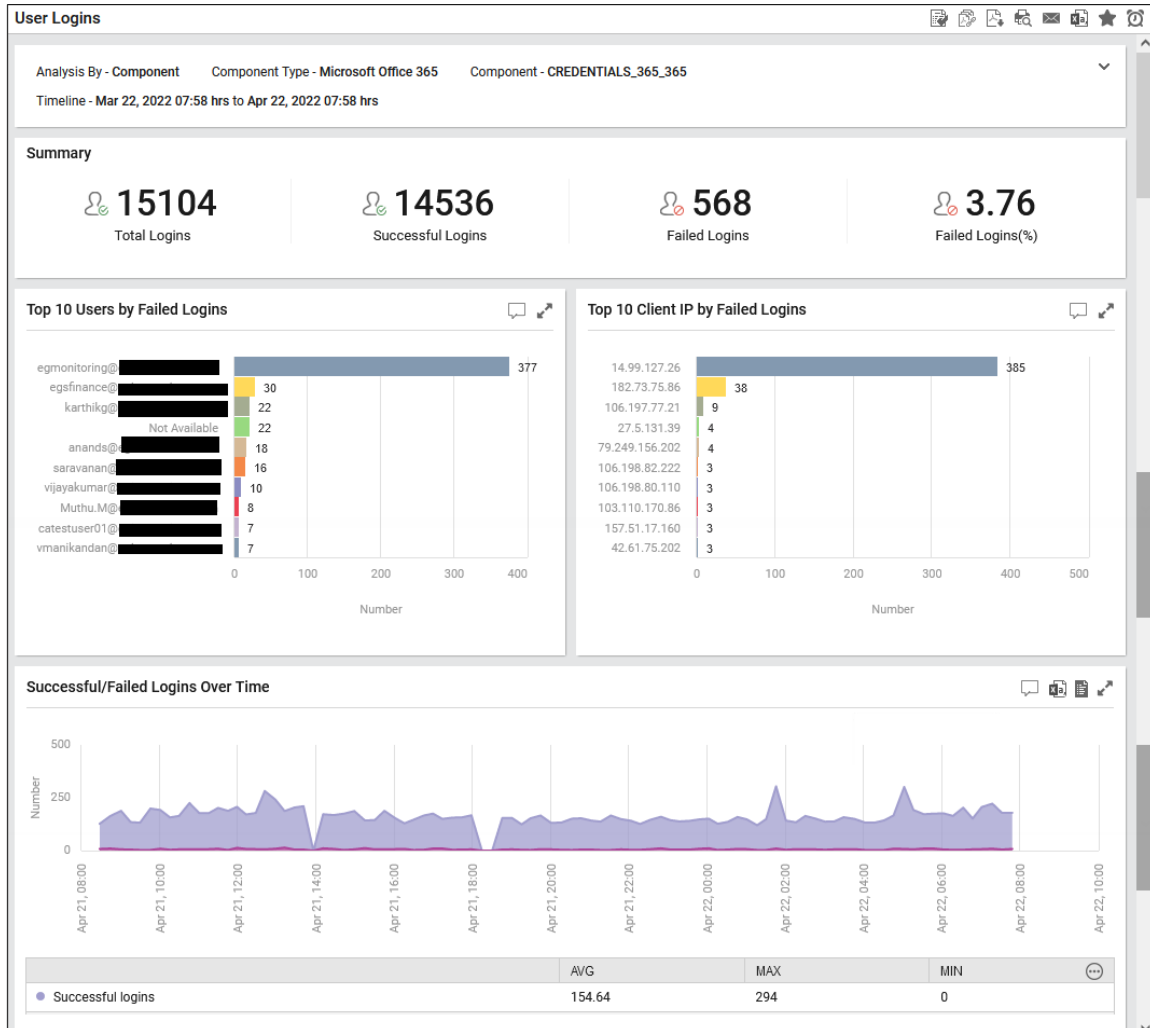 User Logins
Analysis By - Component Component Type - Microsoft Office 365 Component - CREDENTIALS_365_365
Timeline - Mar 22, 2022 07:58 hrs to Apr 22, 2022 07:58 hrs
Summary
15104 14536 568 3.76
Total Logins Successful Logins Failed Logins Failed Logins(%)
Top 10 Users by Failed Logins
egmonitoring@ 377
egsfinance@ 30
karthikg@ 22
Not Available 22
anands@ 18
saravanan@ 16
vijayakumar@ 10
Muthu.M@ 8
catestuser01@ 7
vmanikandan@ 7
0 100 200 300 400
Number
Top 10 Client IP by Failed Logins
14.99.127.26 385
182.73.75.86 38
106.197.77.21 9
27.5.131.39 4
79.249.156.202 4
106.198.82.222 3
106.198.80.110 3
103.110.170.86 3
157.51.17.160 3
42.61.75.202 3
0 100 200 300 400 500
Number
Successful/Failed Logins Over Time
Number
500
250
0
Apr 21, 08:00
Apr 21, 10:00
Apr 21, 12:00
Apr 21, 14:00
Apr 21, 16:00
Apr 21, 18:00
Apr 21, 20:00
Apr 21, 22:00
Apr 22, 00:00
Apr 22, 02:00
Apr 22, 04:00
Apr 22, 06:00
Apr 22, 08:00
Apr 22, 10:00
AVG MAX MIN
Successful logins 154.64 294 0